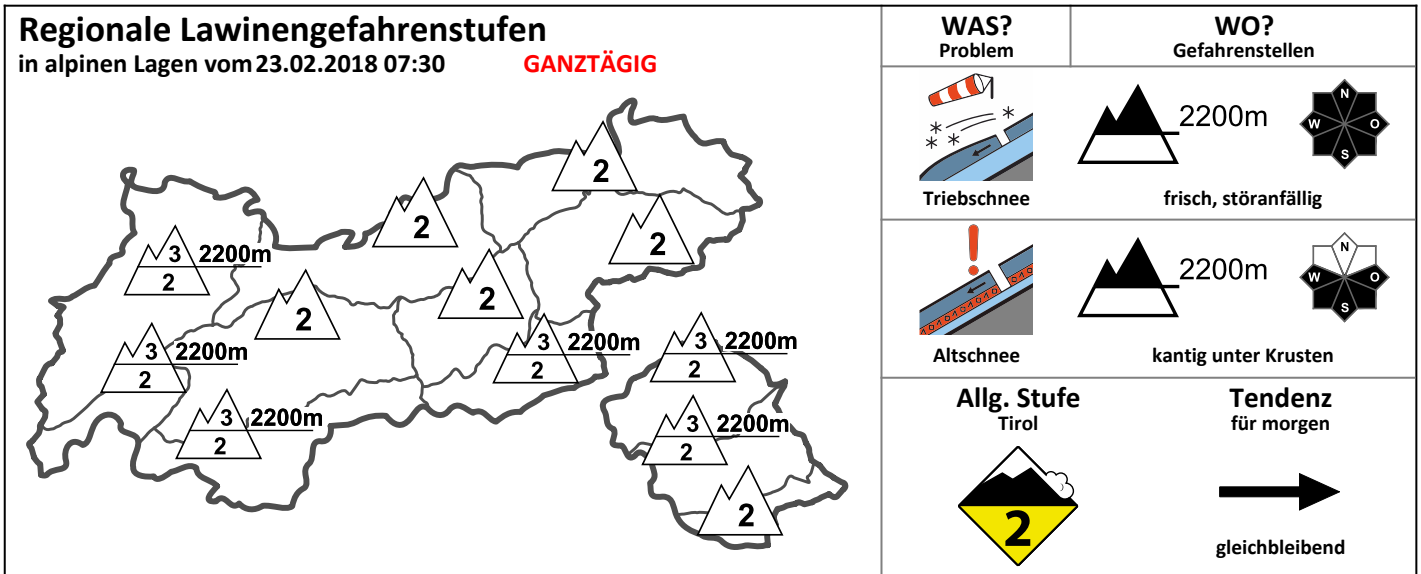 Regionale Lawinengefahrenstufen
in alpinen Lagen vom 23.02.2018 07:30 GANZTÄGIG
2
2
2
3 2200m
2
2
2
3 2200m
2
3 2200m
2
3 2200m
2
3 2200m
2
3 2200m
2
2
WAS?
Problem
WO?
Gefahrenstellen
2200m
N
W O
S
Triebschnee
frisch, störanfällig
2200m
N
W O
S
Altschnee
kantig unter Krusten
Allg. Stufe
Tirol
2
Tendenz
für morgen
gleichbleibend